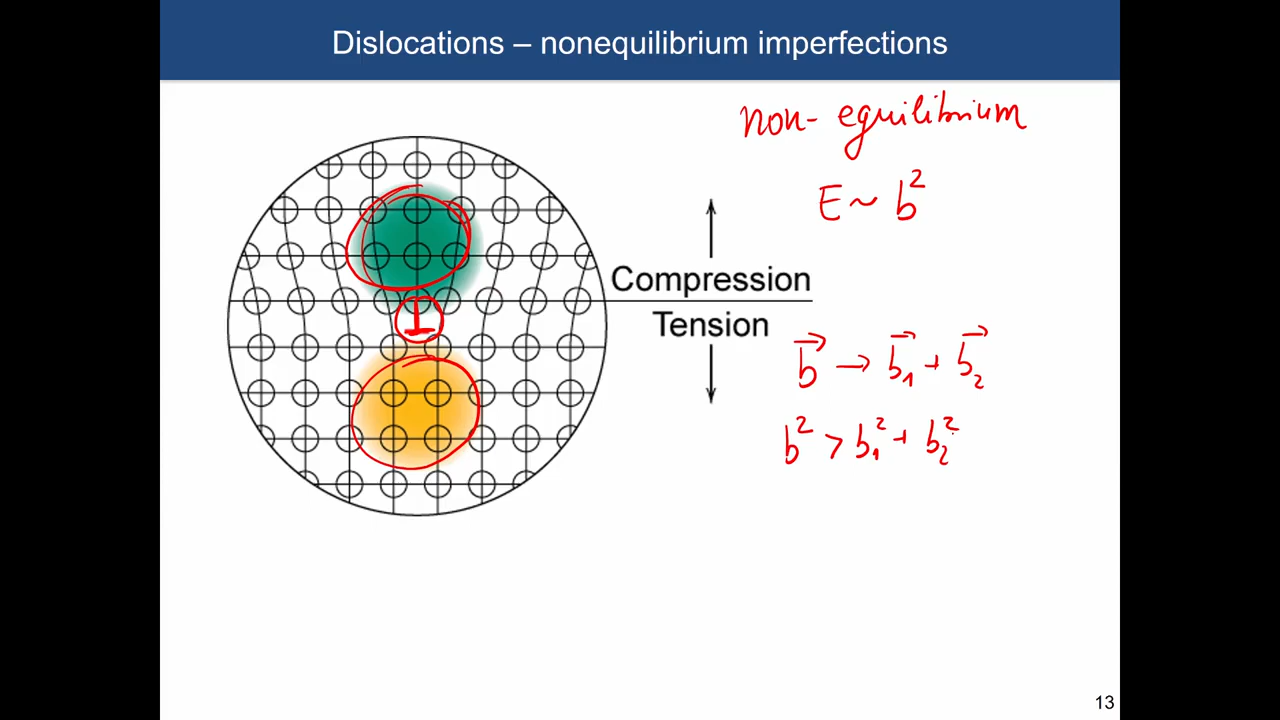 Dislocations – nonequilibrium imperfections
non-equilibrium
E ~ b²
Compression
Tension
⊥
b⃗ → b⃗₁ + b⃗₂
b² > b₁² + b₂²
13